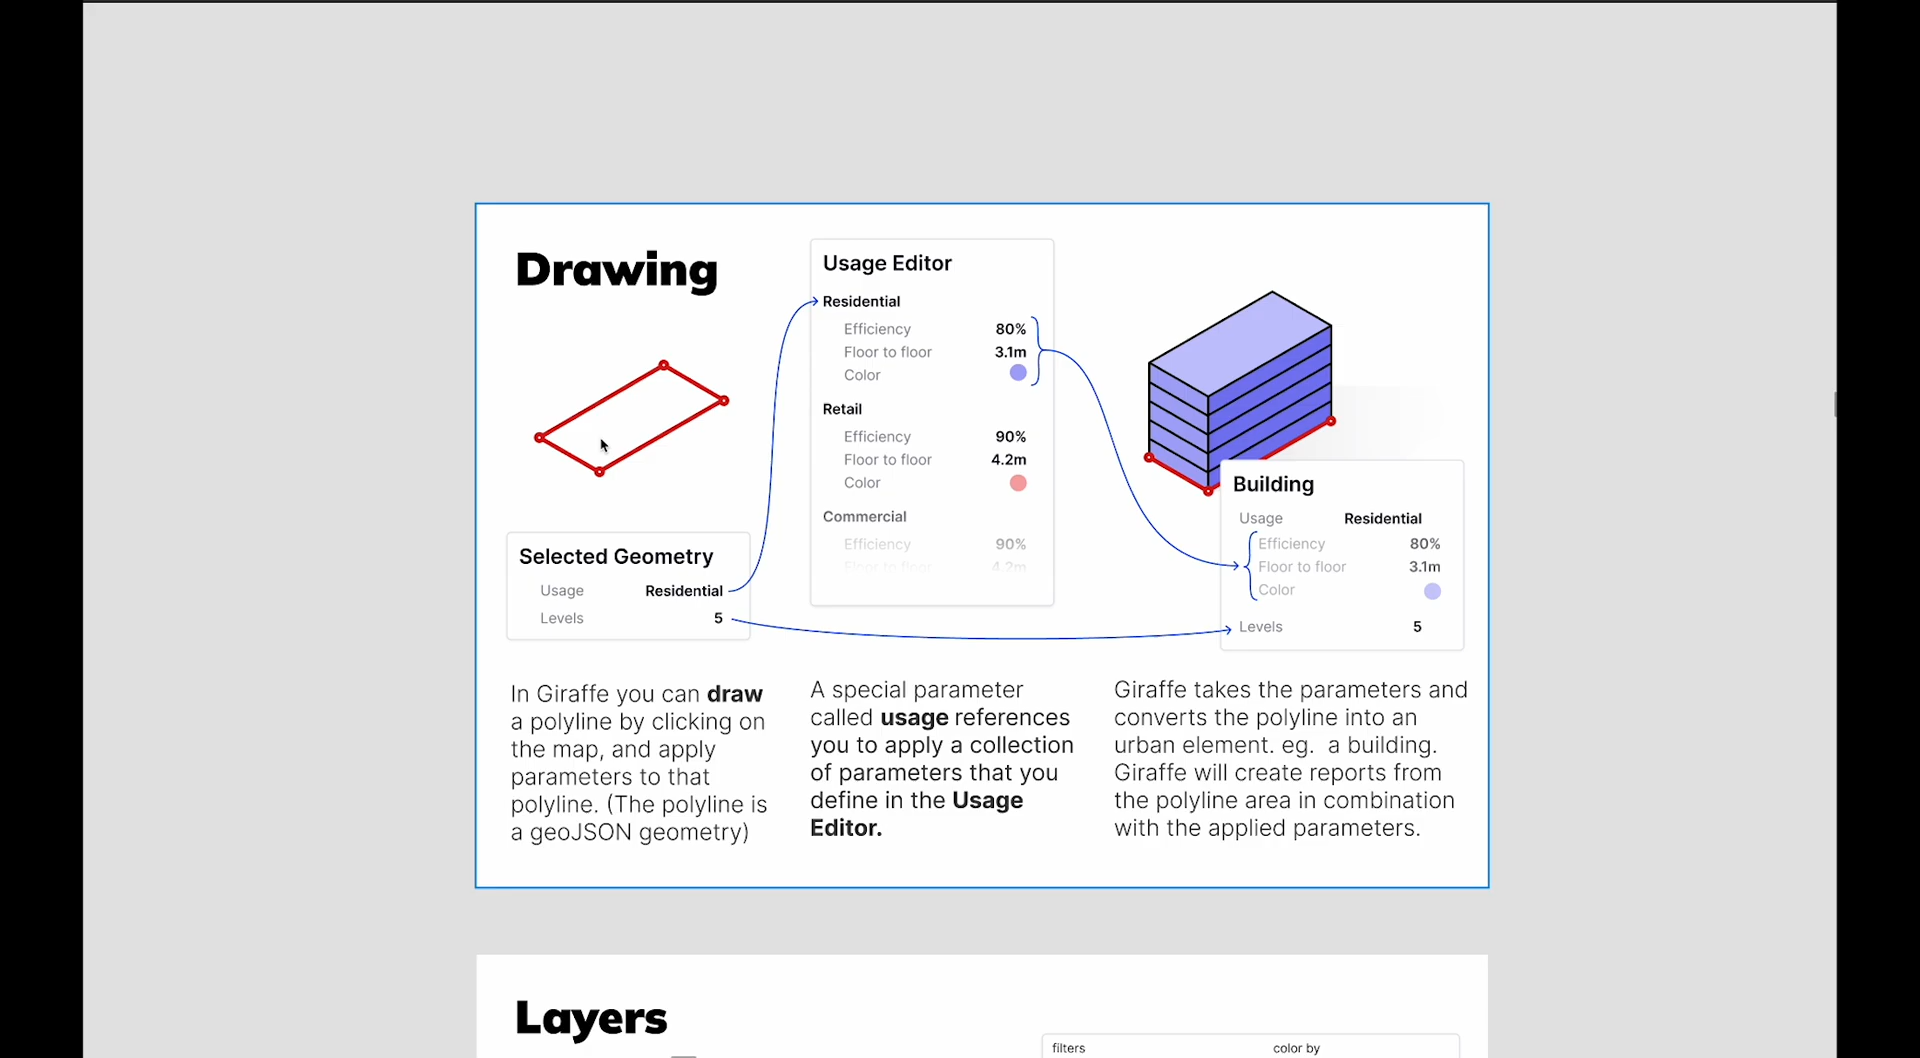 Drawing
Selected Geometry
Usage Residential
Levels 5
Usage Editor
Residential
Efficiency 80%
Floor to floor 3.1m
Color
Retail
Efficiency 90%
Floor to floor 4.2m
Color
Commercial
Efficiency 90%
Floor to floor 4.2m
Building
Usage Residential
Efficiency 80%
Floor to floor 3.1m
Color
Levels 5
In Giraffe you can draw
a polyline by clicking on
the map, and apply
parameters to that
polyline. (The polyline is
a geoJSON geometry)
A special parameter
called usage references
you to apply a collection
of parameters that you
define in the Usage
Editor.
Giraffe takes the parameters and
converts the polyline into an
urban element. eg. a building.
Giraffe will create reports from
the polyline area in combination
with the applied parameters.
Layers
filters color by